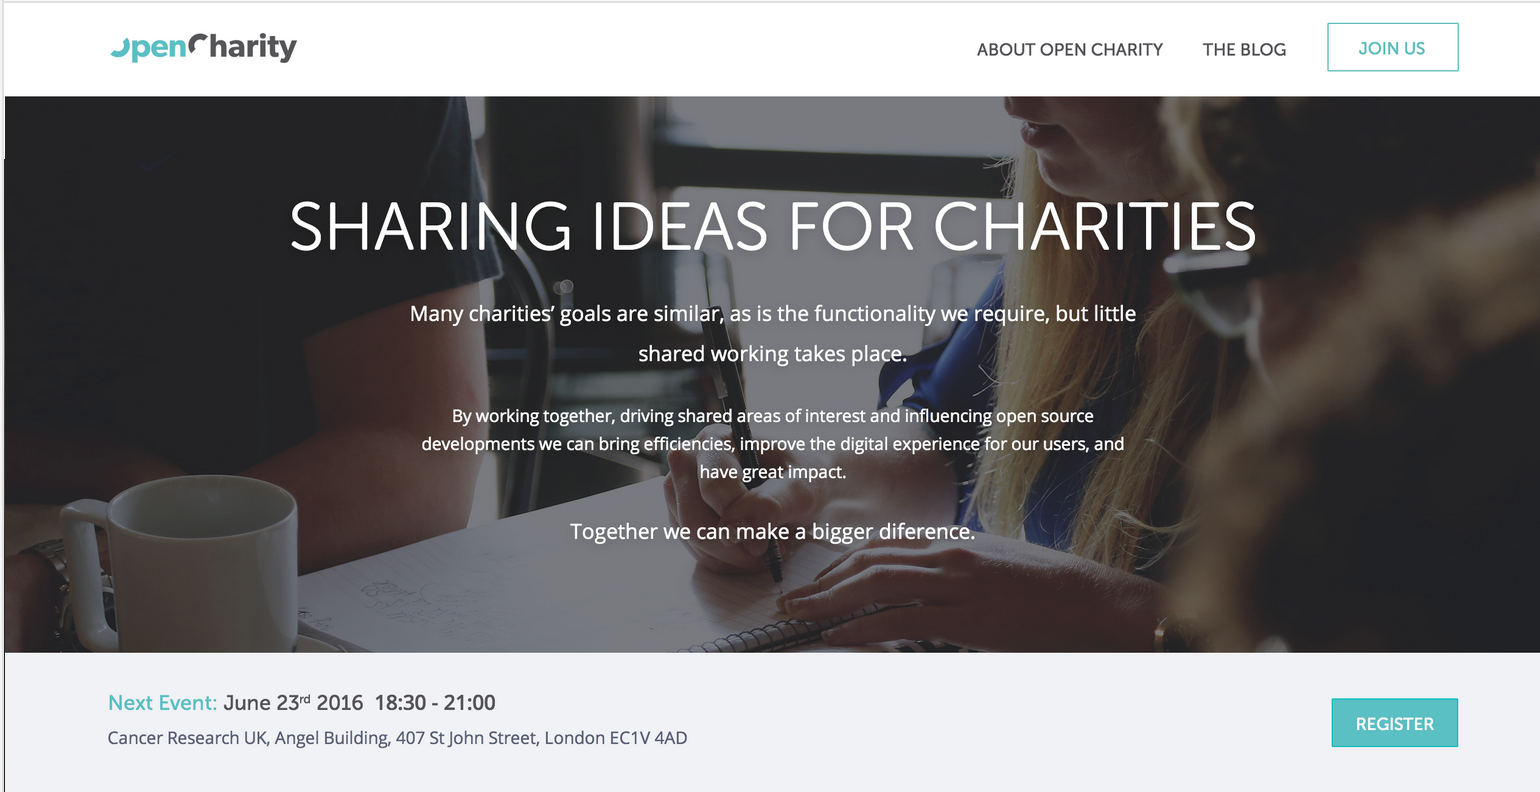 openCharity
ABOUT OPEN CHARITY
THE BLOG
JOIN US
SHARING IDEAS FOR CHARITIES
Many charities’ goals are similar, as is the functionality we require, but little
shared working takes place.
By working together, driving shared areas of interest and influencing open source
developments we can bring efficiencies, improve the digital experience for our users, and
have great impact.
Together we can make a bigger diference.
Next Event: June 23rd 2016 18:30 - 21:00
Cancer Research UK, Angel Building, 407 St John Street, London EC1V 4AD
REGISTER